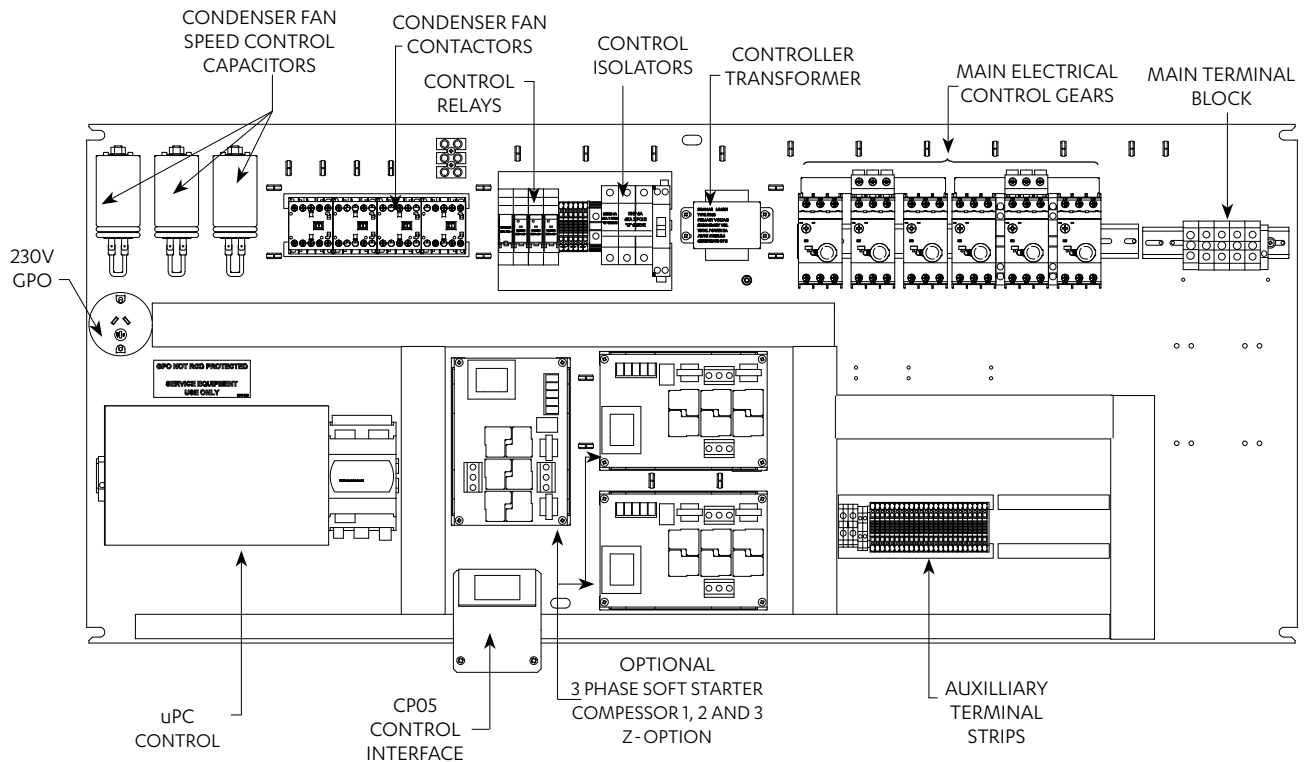 CONDENSER FAN
SPEED CONTROL
CAPACITORS
CONDENSER FAN
CONTACTORS
CONTROL
RELAYS
CONTROL
ISOLATORS
CONTROLLER
TRANSFORMER
MAIN ELECTRICAL
CONTROL GEARS
MAIN TERMINAL
BLOCK
230V
GPO
GPO NOT RCD PROTECTED
SERVICE EQUIPMENT
USE ONLY
uPC
CONTROL
CP05
CONTROL
INTERFACE
OPTIONAL
3 PHASE SOFT STARTER
COMPESSOR 1, 2 AND 3
Z-OPTION
AUXILLIARY
TERMINAL
STRIPS